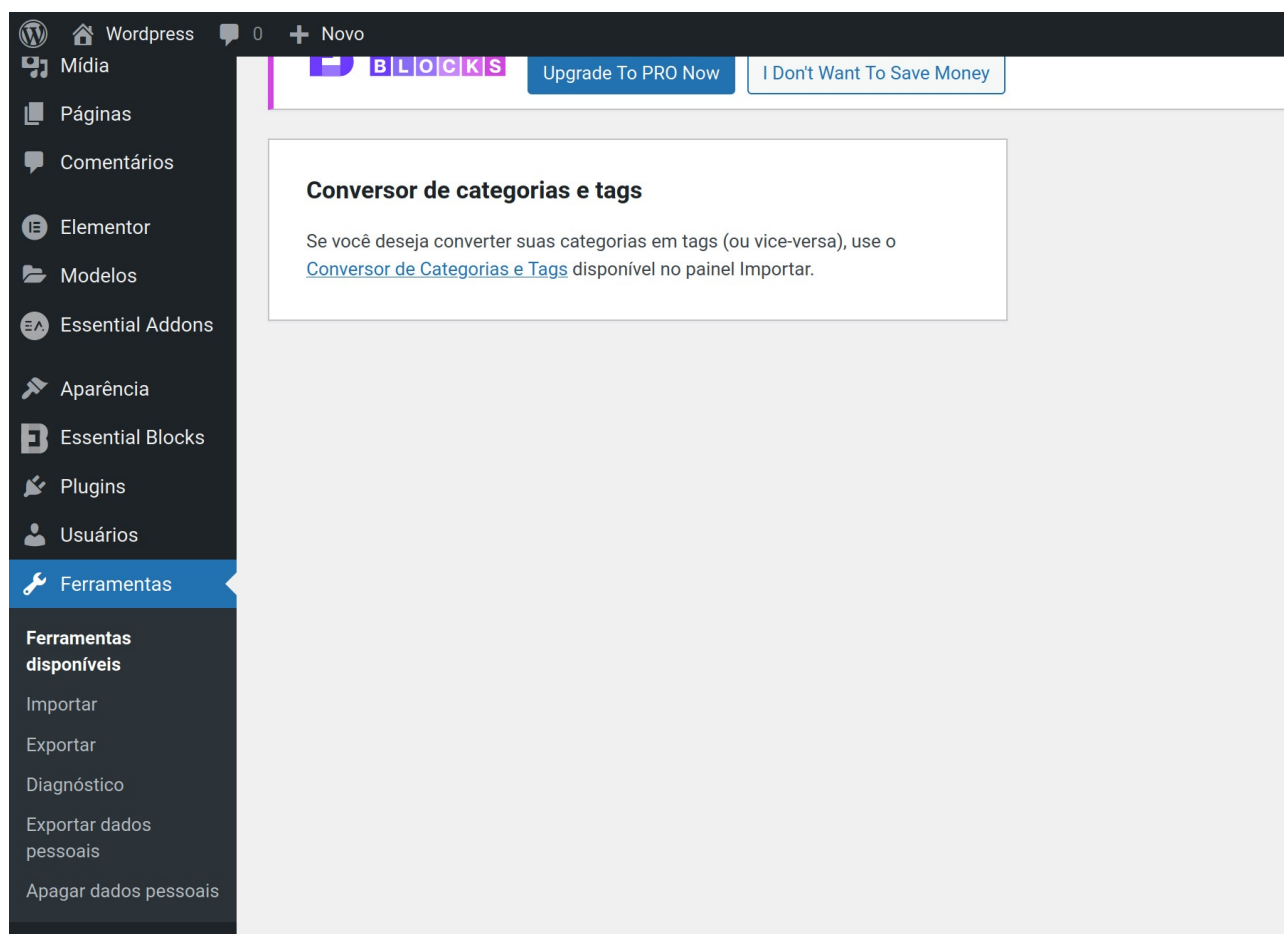 Wordpress 0 Novo
Mídia
Páginas
Comentários
Elementor
Modelos
Essential Addons
Aparência
Essential Blocks
Plugins
Usuários
Ferramentas
Ferramentas
disponíveis
Importar
Exportar
Diagnóstico
Exportar dados
pessoais
Apagar dados pessoais
BLOCKS
Upgrade To PRO Now I Don't Want To Save Money
Conversor de categorias e tags
Se você deseja converter suas categorias em tags (ou vice-versa), use o
Conversor de Categorias e Tags disponível no painel Importar.